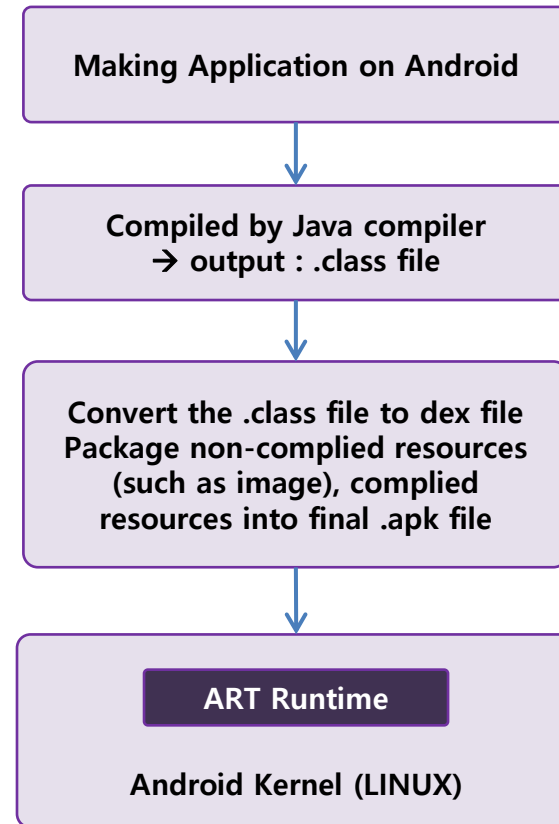 Making Application on Android
Compiled by Java compiler
→ output : .class file
Convert the .class file to dex file
Package non-complied resources
(such as image), complied
resources into final .apk file
ART Runtime
Android Kernel (LINUX)